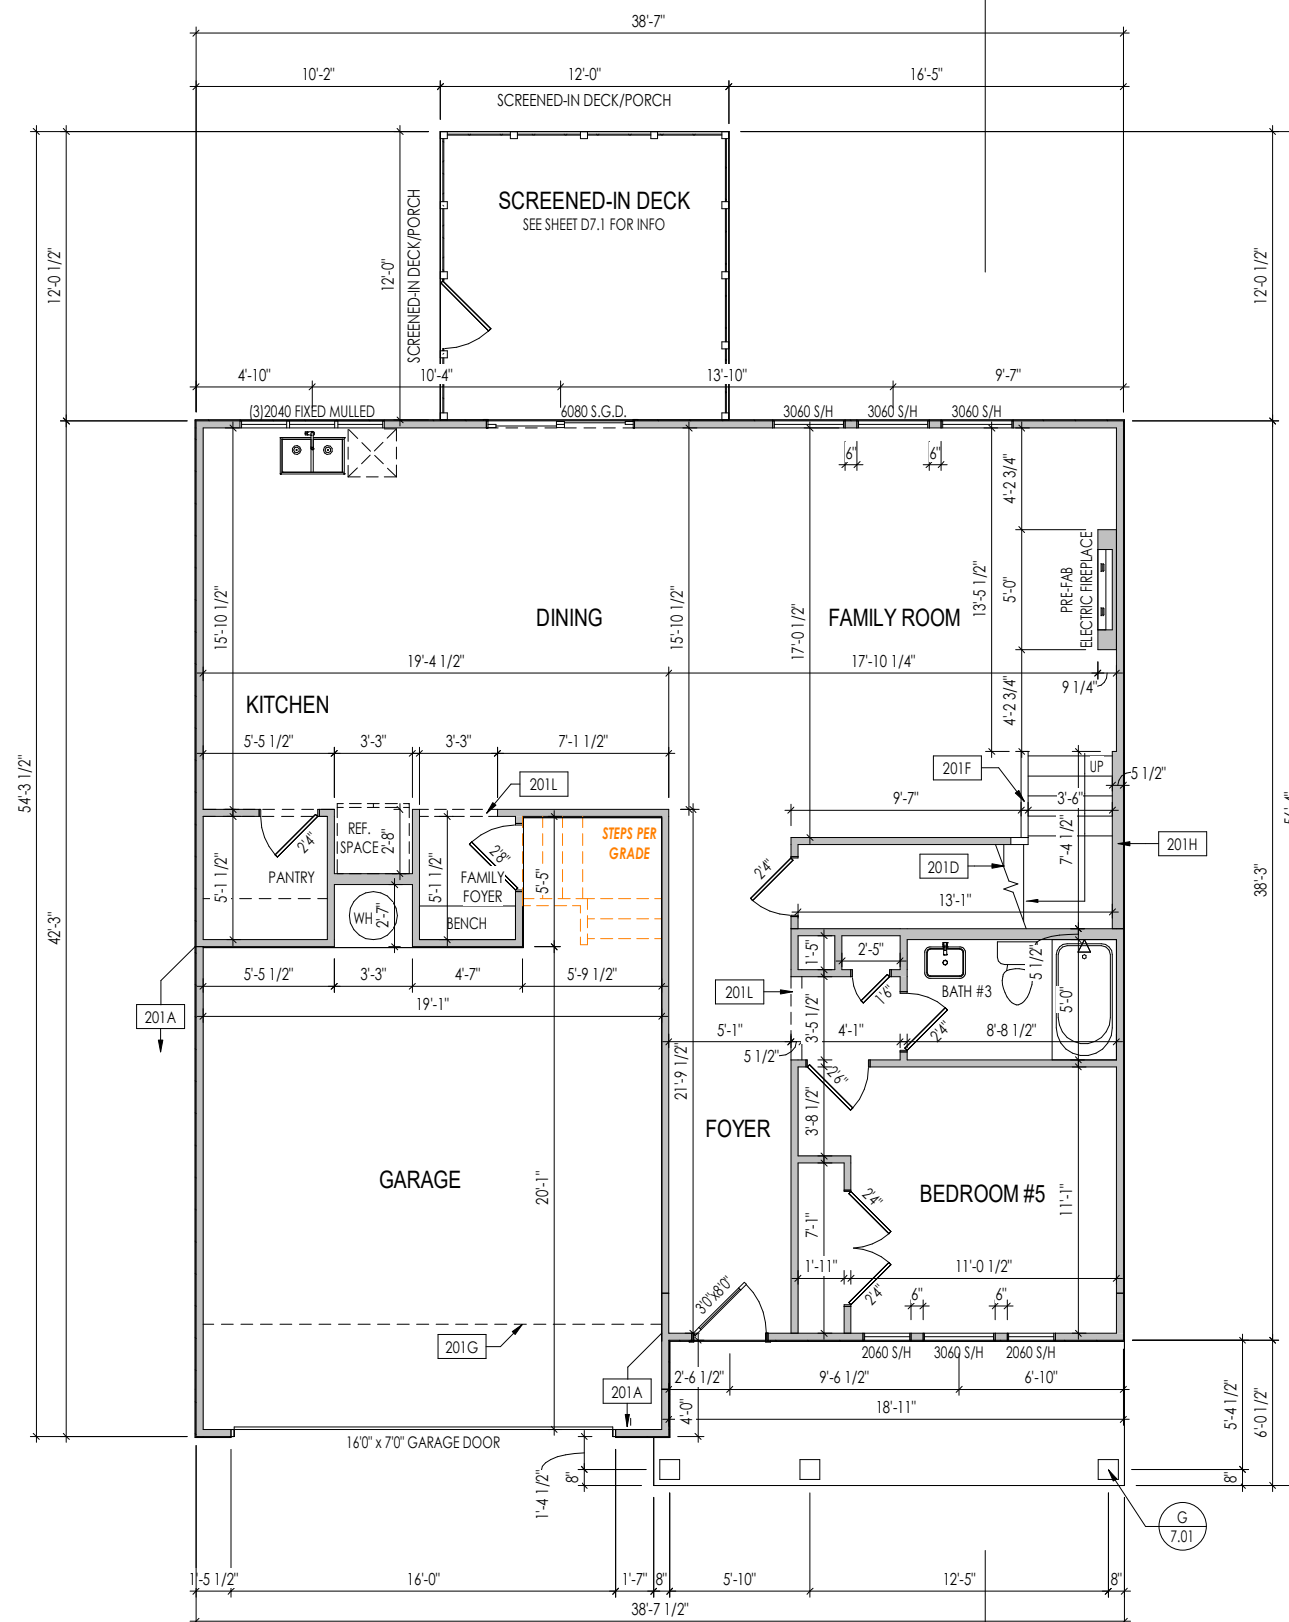 38'-7"
10'-2"
12'-0"
16'-5"
SCREENED-IN DECK/PORCH
SCREENED-IN DECK
SEE SHEET D7.1 FOR INFO
SCREENED-IN DECK/PORCH
12'-0"
12'-0 1/2"
12'-0 1/2"
4'-10"
10'-4"
13'-10"
9'-7"
(3)2040 FIXED MULLED
6080 S.G.D.
3060 S/H
3060 S/H
3060 S/H
6"
6"
4'-2 3/4"
15'-10 1/2"
15'-10 1/2"
17'-0 1/2"
13'-5 1/2"
5'-0"
PRE-FAB
ELECTRIC FIREPLACE
DINING
FAMILY ROOM
19'-4 1/2"
17'-10 1/4"
9 1/4"
4'-2 3/4"
KITCHEN
5'-5 1/2"
3'-3"
3'-3"
7'-1 1/2"
201L
201F
UP
5 1/2"
54'-3 1/2"
9'-7"
3'-6"
7'-4 1/2"
201H
REF.
SPACE
2'-8"
2'4"
2'8"
STEPS PER
GRADE
5'-5"
2'4"
201D
PANTRY
5'-1 1/2"
5'-1 1/2"
FAMILY
FOYER
BENCH
WH
2'-7"
13'-1"
42'-3"
38'-3"
1'-5"
2'-5"
5 1/2"
5'-5 1/2"
3'-3"
4'-7"
5'-9 1/2"
201L
1'6"
BATH #3
5'-0"
201A
19'-1"
5'-1"
3'-5 1/2"
4'-1"
2'4"
8'-8 1/2"
5 1/2"
21'-9 1/2"
2'6"
3'-8 1/2"
FOYER
GARAGE
20'-1"
BEDROOM #5
2'4"
11'-1"
7'-1"
1'-11"
11'-0 1/2"
2'4"
3'0"x8'0"
6"
6"
201G
2060 S/H
3060 S/H
2060 S/H
201A
2'-6 1/2"
9'-6 1/2"
6'-10"
4'-0"
18'-11"
5'-4 1/2"
6'-0 1/2"
16'0" x 7'0" GARAGE DOOR
1'-4 1/2"
8"
8"
G
7.01
1'-5 1/2"
16'-0"
1'-7"
8"
5'-10"
12'-5"
8"
38'-7 1/2"